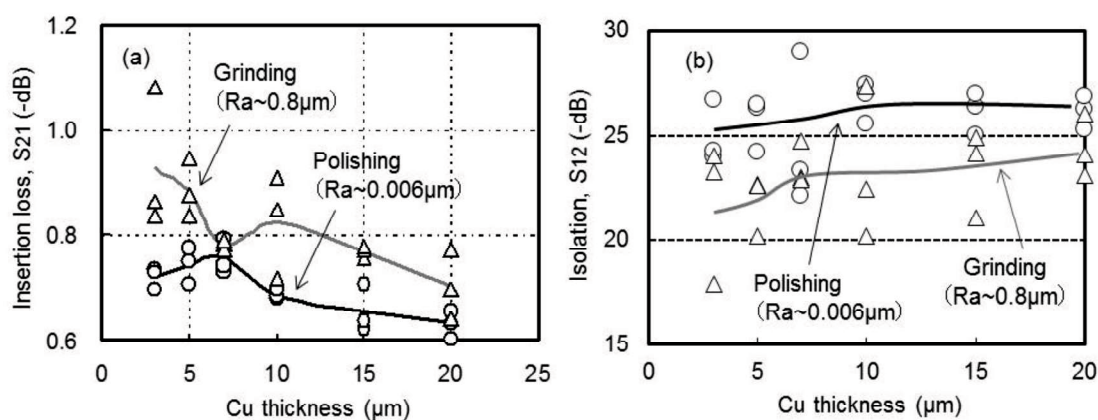 (a)
Insertion loss, S21 (-dB)
1.2
1.0
0.8
0.6
Grinding
(Ra~0.8µm)
Polishing
(Ra~0.006µm)
0
5
10
15
20
25
Cu thickness (µm)
(b)
Isolation, S12 (-dB)
30
25
20
15
Polishing
(Ra~0.006µm)
Grinding
(Ra~0.8µm)
0
5
10
15
20
Cu thickness (µm)